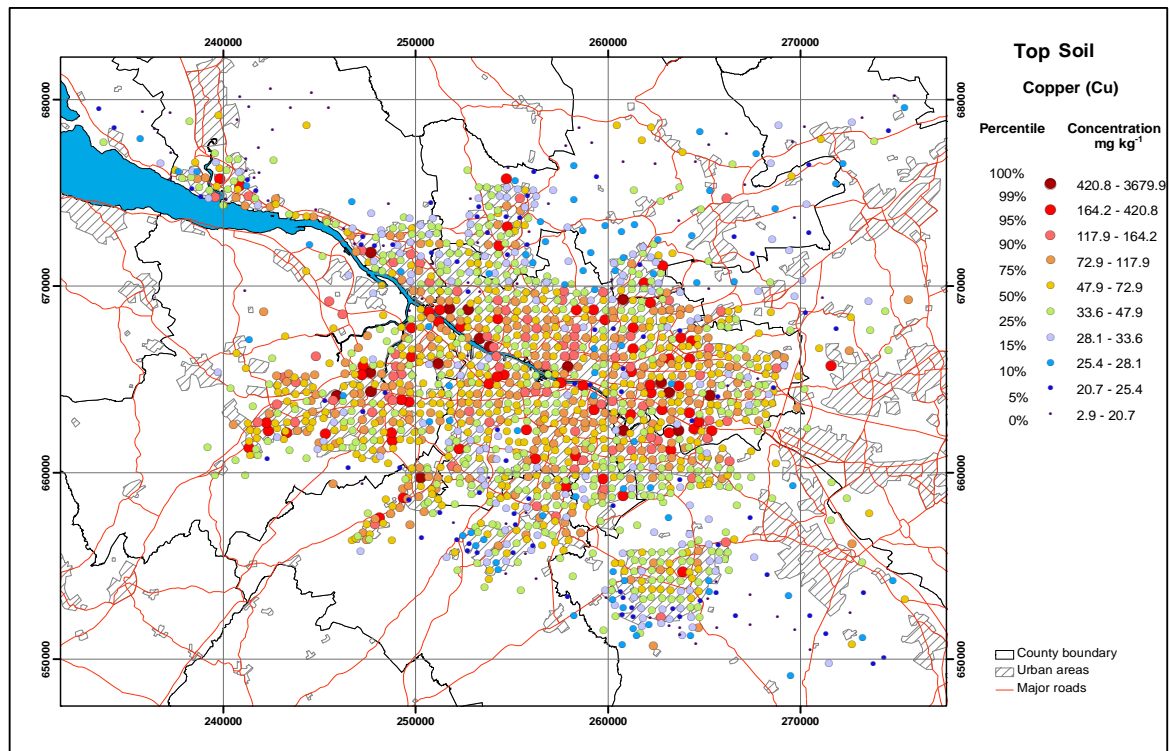 240000 250000 260000 270000
680000 680000
670000 670000
660000 660000
650000 650000
240000 250000 260000 270000
Top Soil
Copper (Cu)
Percentile Concentration
mg kg-1
100%
420.8 - 3679.9
99%
164.2 - 420.8
95%
117.9 - 164.2
90%
72.9 - 117.9
75%
47.9 - 72.9
50%
33.6 - 47.9
25%
28.1 - 33.6
15%
25.4 - 28.1
10%
20.7 - 25.4
5%
2.9 - 20.7
0%
County boundary
Urban areas
Major roads